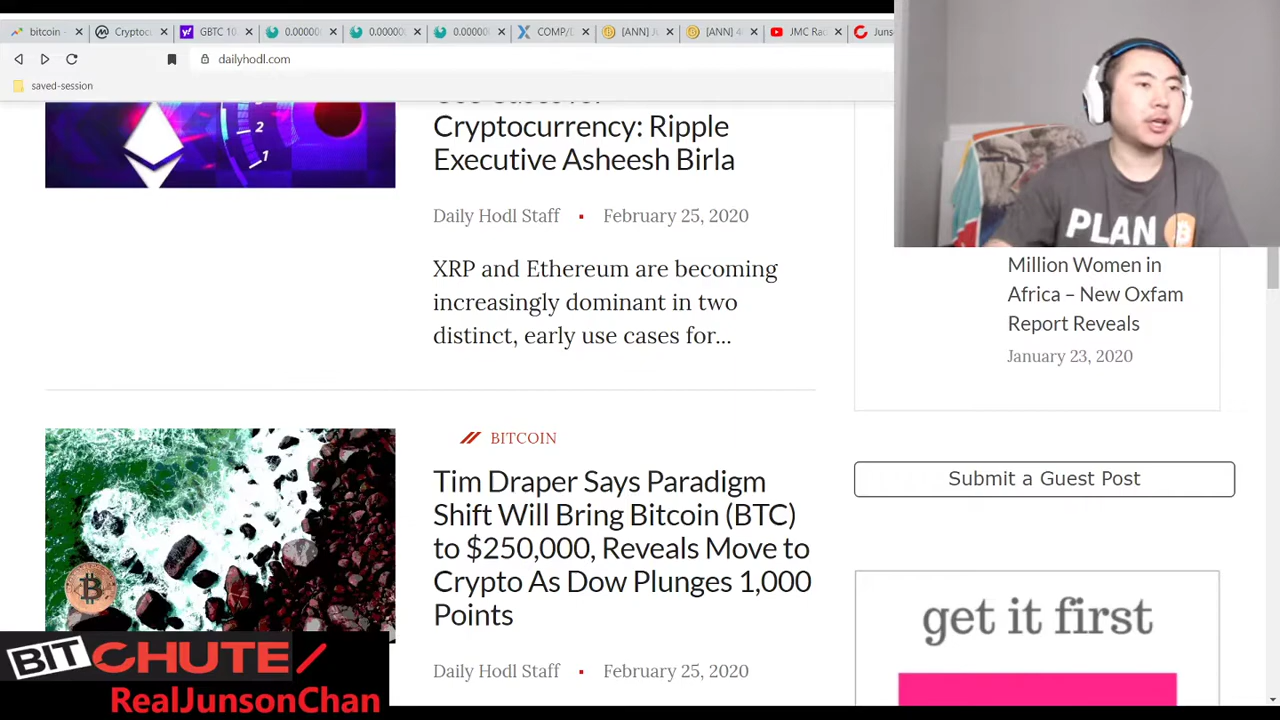 bitcoin -
Cryptoc
GBTC 10
0.00000
0.00000
0.00000
COMP/
[ANN] J
[ANN] 4
JMC Ra
Juns
dailyhodl.com
saved-session
Cryptocurrency: Ripple
Executive Asheesh Birla
Daily Hodl Staff ▪ February 25, 2020
XRP and Ethereum are becoming
increasingly dominant in two
distinct, early use cases for...
BITCOIN
Tim Draper Says Paradigm
Shift Will Bring Bitcoin (BTC)
to $250,000, Reveals Move to
Crypto As Dow Plunges 1,000
Points
Daily Hodl Staff ▪ February 25, 2020
2
1
PLAN
Million Women in
Africa – New Oxfam
Report Reveals
January 23, 2020
Submit a Guest Post
get it first
BITCHUTE
RealJunsonChan